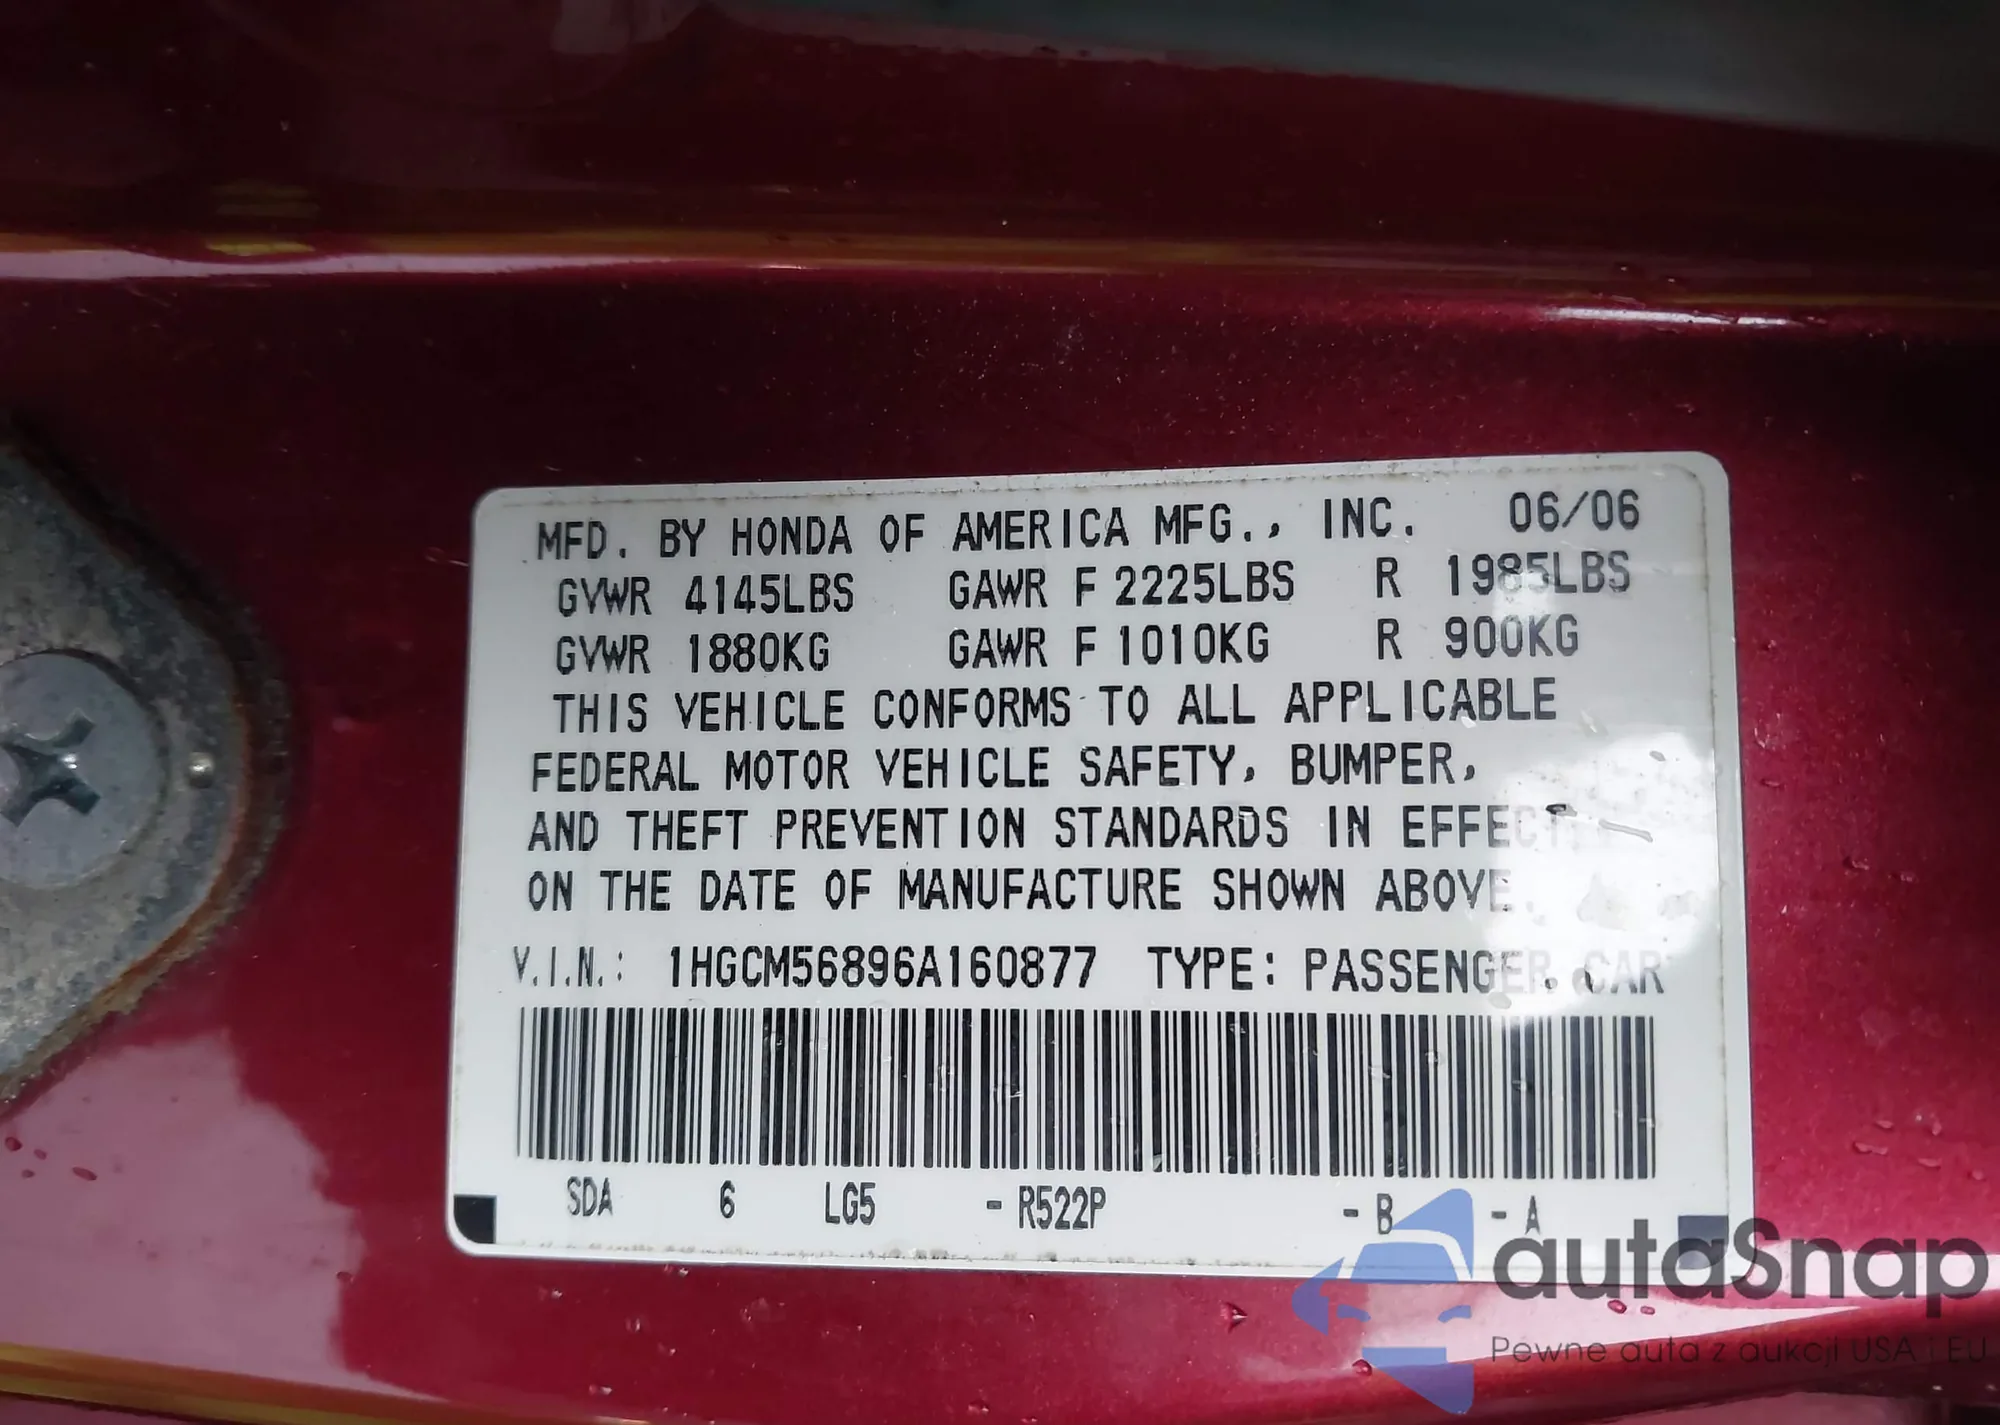 MFD. BY HONDA OF AMERICA MFG., INC. 06/06
GVWR 4145LBS GAWR F 2225LBS R 1985LBS
GVWR 1880KG GAWR F 1010KG R 900KG
THIS VEHICLE CONFORMS TO ALL APPLICABLE
FEDERAL MOTOR VEHICLE SAFETY, BUMPER,
AND THEFT PREVENTION STANDARDS IN EFFECT
ON THE DATE OF MANUFACTURE SHOWN ABOVE.
V.I.N.: 1HGCM56896A160877 TYPE: PASSENGER CAR
SDA 6 LG5 - R522P - B - A
autaSnap
Pewne auta z aukcji USA i EU